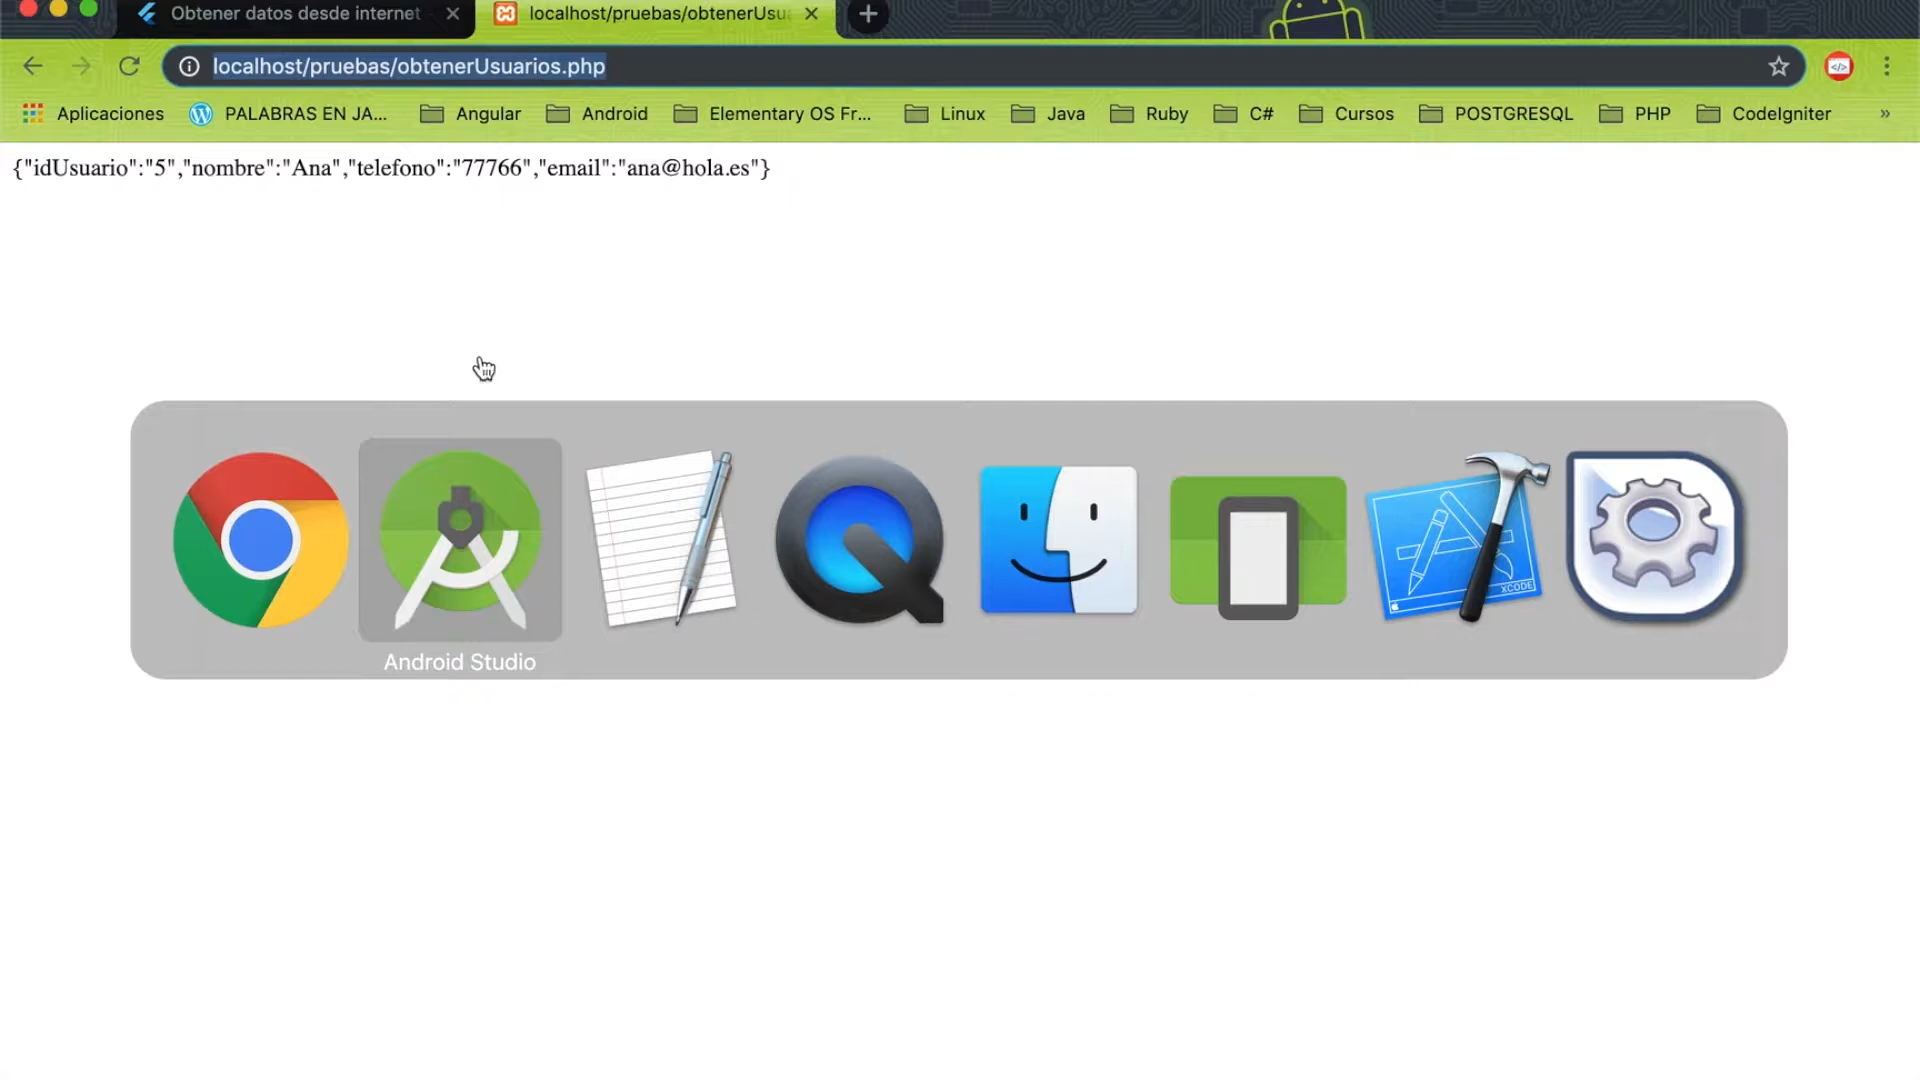 Obtener datos desde internet
localhost/pruebas/obtenerUsu
localhost/pruebas/obtenerUsuarios.php
Aplicaciones PALABRAS EN JA... Angular Android Elementary OS Fr... Linux Java Ruby C# Cursos POSTGRESQL PHP CodeIgniter »
{"idUsuario":"5","nombre":"Ana","telefono":"77766","email":"ana@hola.es"}
XCODE
Android Studio